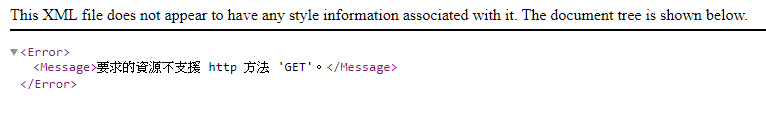 This XML file does not appear to have any style information associated with it. The document tree is shown below.
▼<Error>
<Message>要求的資源不支援 http 方法 'GET'。</Message>
</Error>